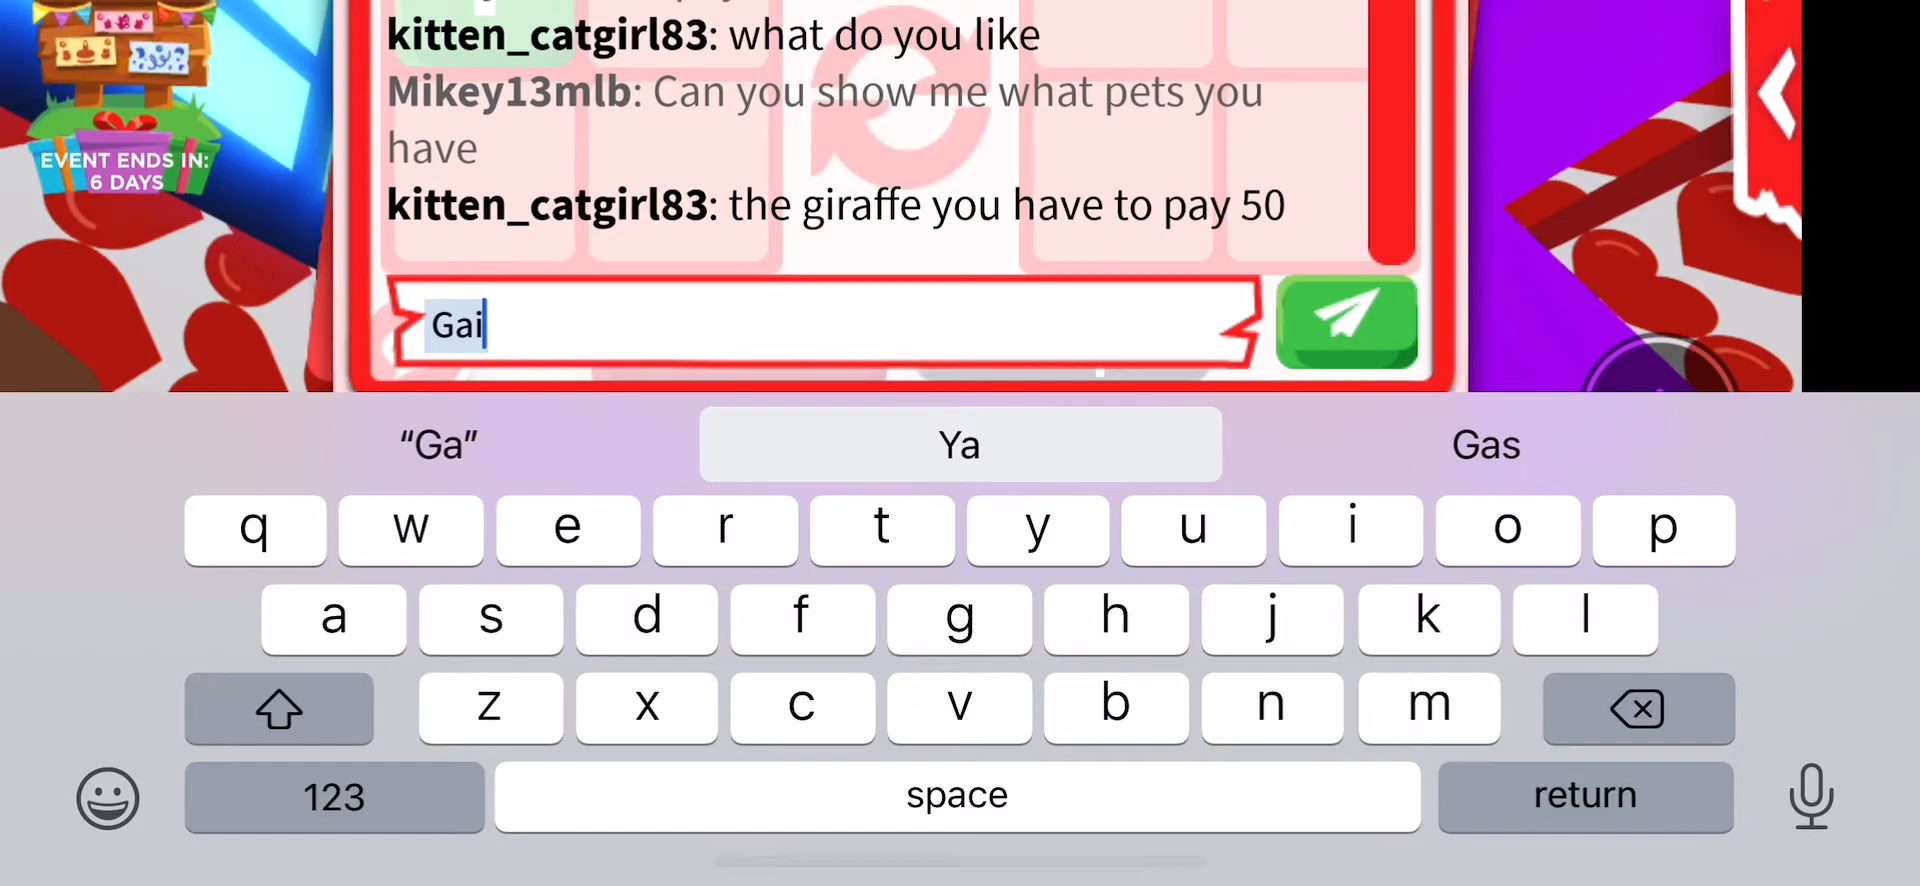 kitten_catgirl83: what do you like
Mikey13mlb: Can you show me what pets you
have
kitten_catgirl83: the giraffe you have to pay 50
EVENT ENDS IN:
6 DAYS
Gai
“Ga” Ya Gas
q w e r t y u i o p
a s d f g h j k l
z x c v b n m
123 space return